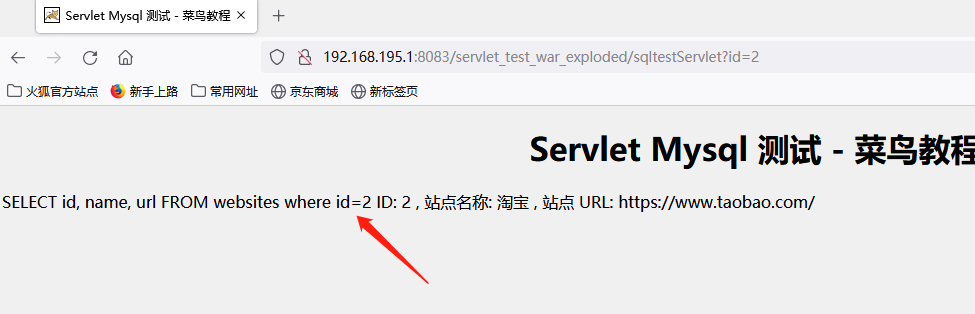 Servlet Mysql 测试 - 菜鸟教程
192.168.195.1:8083/servlet_test_war_exploded/sqltestServlet?id=2
火狐官方站点 新手上路 常用网址 京东商城 新标签页
Servlet Mysql 测试 - 菜鸟教程
SELECT id, name, url FROM websites where id=2 ID: 2 , 站点名称: 淘宝 , 站点 URL: https://www.taobao.com/